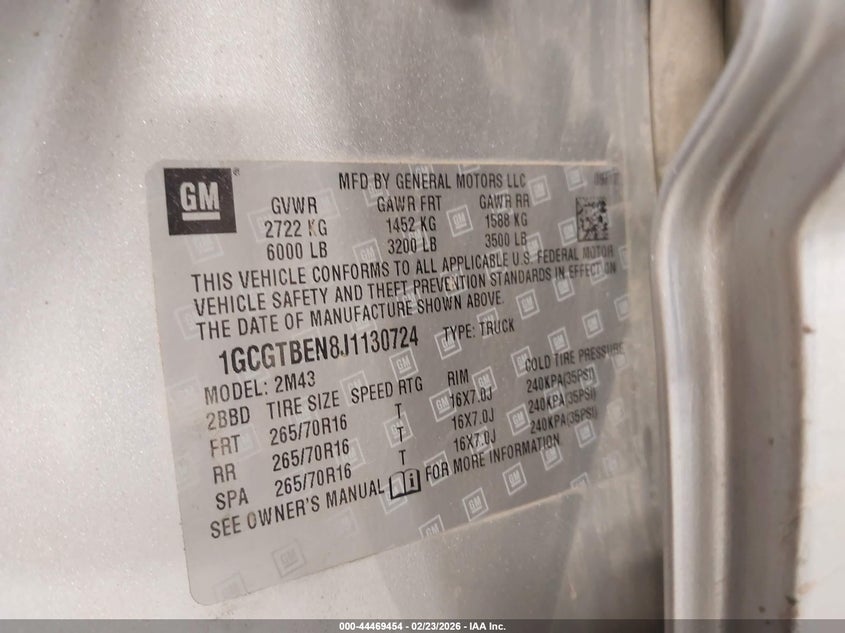 GM
MFD BY GENERAL MOTORS LLC
GVWR GAWR FRT GAWR RR
2722 KG 1452 KG 1588 KG
6000 LB 3200 LB 3500 LB
THIS VEHICLE CONFORMS TO ALL APPLICABLE U.S. FEDERAL MOTOR
VEHICLE SAFETY AND THEFT PREVENTION STANDARDS IN EFFECT ON
THE DATE OF MANUFACTURE SHOWN ABOVE.
1GCGTBEN8J1130724 TYPE: TRUCK
MODEL: 2M43
2BBD TIRE SIZE SPEED RTG RIM COLD TIRE PRESSURE
FRT 265/70R16 T 16X7.0J 240KPA(35PSI)
RR 265/70R16 T 16X7.0J 240KPA(35PSI)
SPA 265/70R16 T 16X7.0J 240KPA(35PSI)
SEE OWNER'S MANUAL FOR MORE INFORMATION
000-44469454 | 02/23/2026 - IAA Inc.